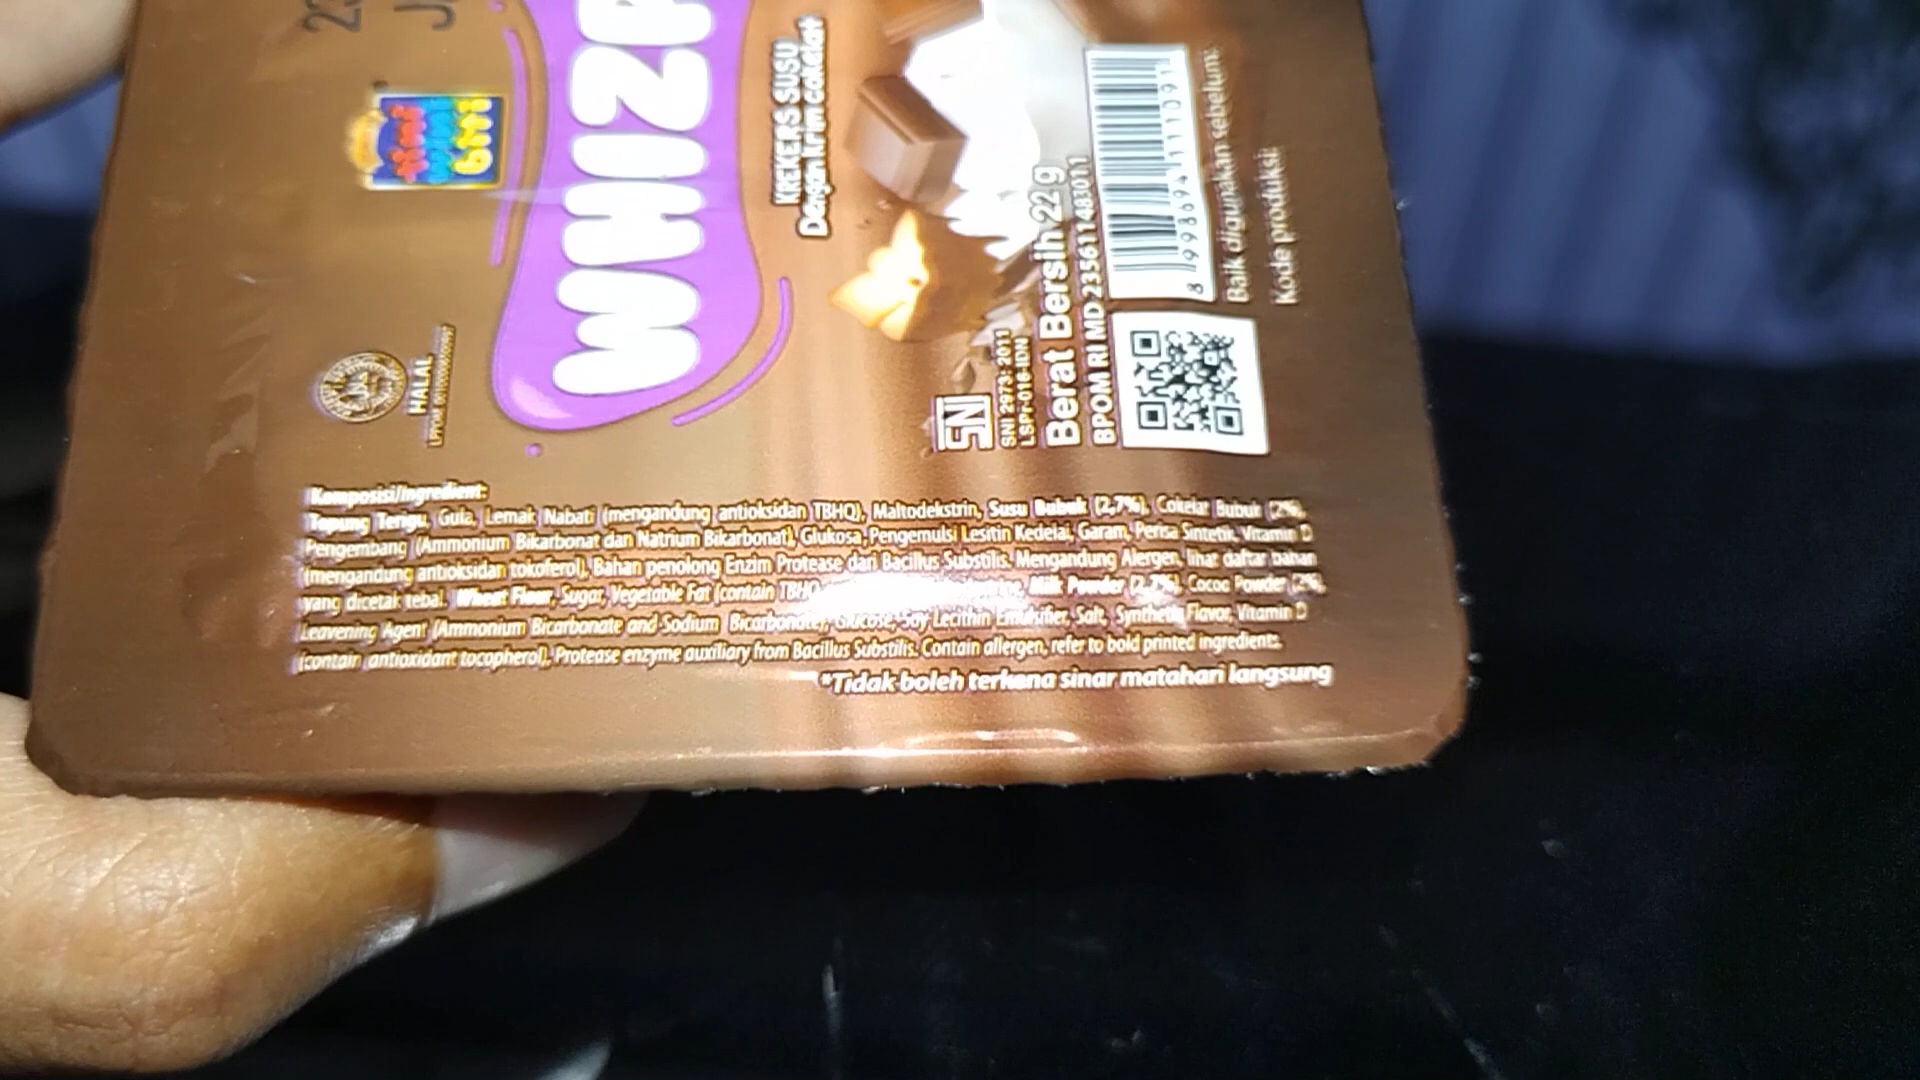 KREKERS SUSU
Dengan krim cokelat
HALAL
SNI
SNI 2973: 2011
LSPr-016-IDN
Berat Bersih 22 g
BPOM RI MD 235611483011
Baik digunakan sebelum:
Kode produksi:
Komposisi/Ingredient:
Tepung Terigu, Gula, Lemak Nabati (mengandung antioksidan TBHQ), Maltodekstrin, Susu Bubuk (2,7%), Cokelat Bubuk (2%,
Pengembang (Ammonium Bikarbonat dan Natrium Bikarbonat), Glukosa, Pengemulsi Lesitin Kedelai, Garam, Perisa Sintetik, Vitamin D
(mengandung antioksidan tokoferol), Bahan penolong Enzim Protease dari Bacillus Substilis. Mengandung Alergen, lihat daftar bahan
yang dicetak tebal. Wheat Flour, Sugar, Vegetable Fat (contain TBHQ Milk Powder (2,7%), Cocoa Powder (2%,
Leavening Agent (Ammonium Bicarbonate and Sodium Bicarbonate), Glucose, Soy Lecithin Emulsifier, Salt, Synthetic Flavor, Vitamin D
(contain antioxidant tocopherol), Protease enzyme auxiliary from Bacillus Substilis. Contain allergen, refer to bold printed ingredients.
*Tidak boleh terkena sinar matahari langsung